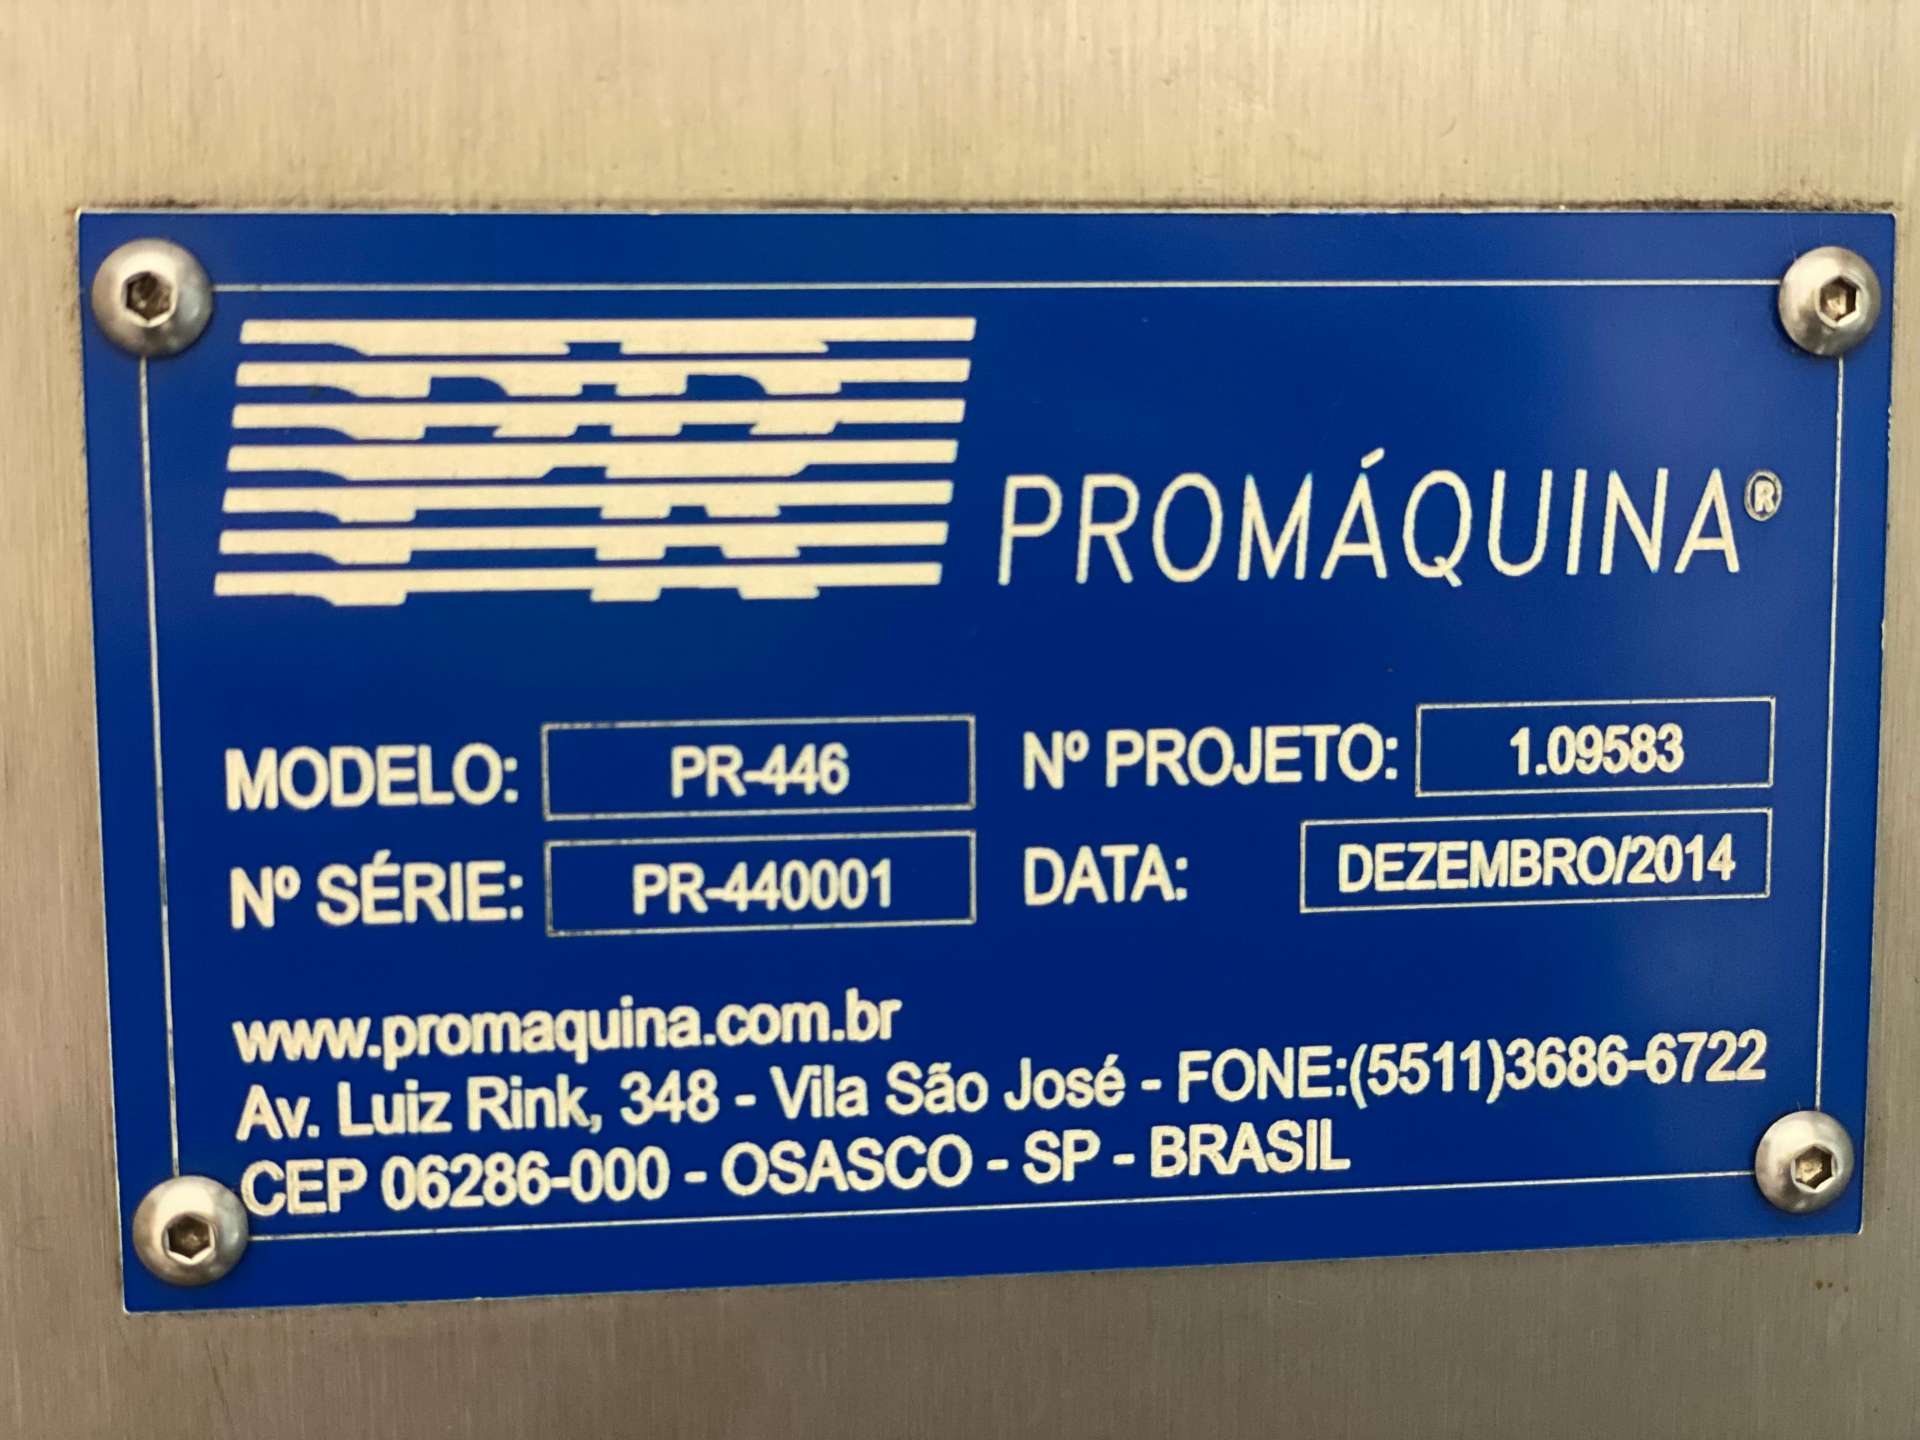 PROMÁQUINA®
MODELO: PR-446 Nº PROJETO: 1.09583
Nº SÉRIE: PR-440001 DATA: DEZEMBRO/2014
www.promaquina.com.br
Av. Luiz Rink, 348 - Vila São José - FONE:(5511)3686-6722
CEP 06286-000 - OSASCO - SP - BRASIL